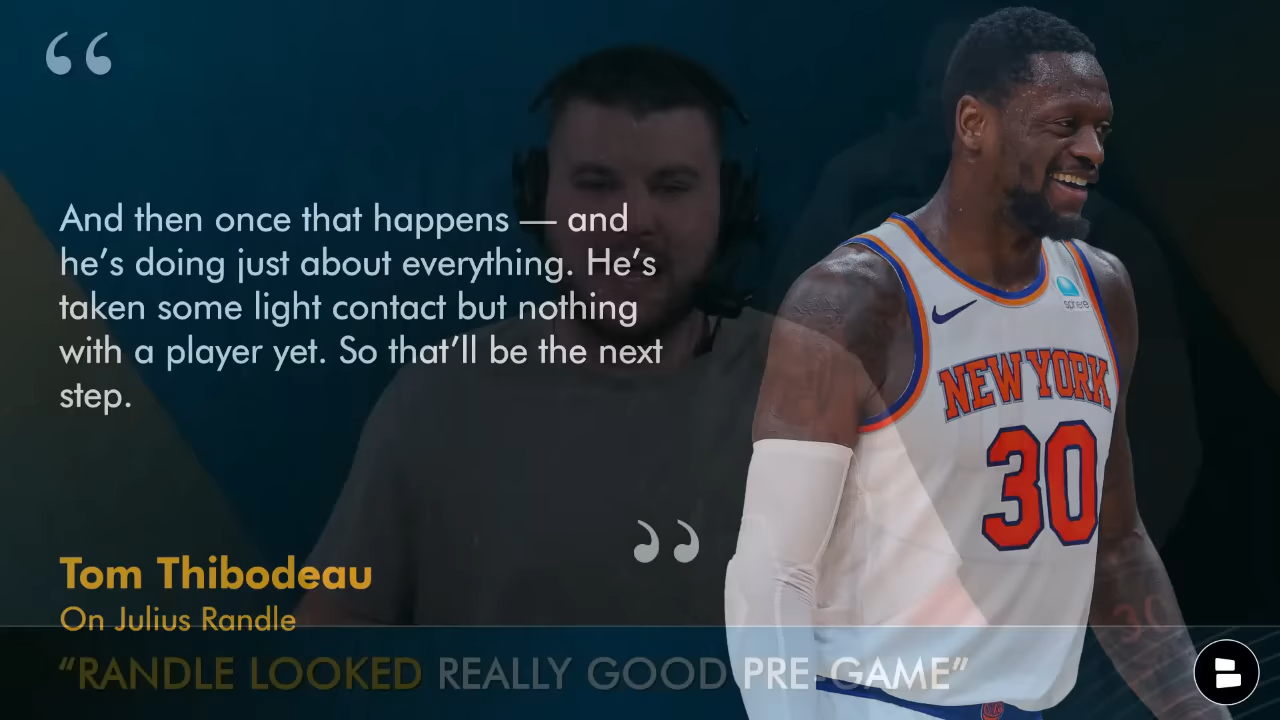 “
And then once that happens — and
he’s doing just about everything. He’s
taken some light contact but nothing
with a player yet. So that’ll be the next
step.
”
Tom Thibodeau
On Julius Randle
“RANDLE LOOKED REALLY GOOD PRE-GAME”
sphere
NEW YORK
30
30